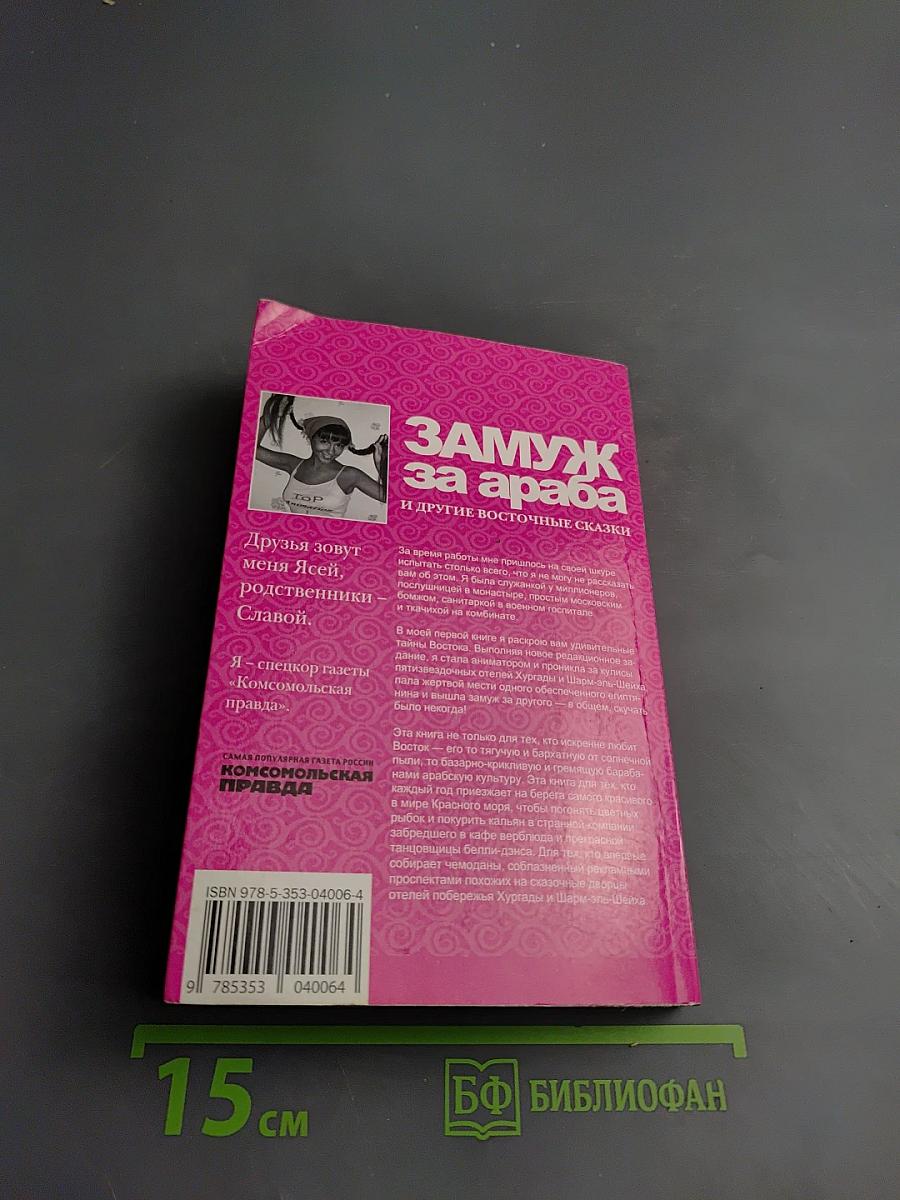 ЗАМУЖ
за араба
И ДРУГИЕ ВОСТОЧНЫЕ СКАЗКИ
TOP
Animation
Друзья зовут
меня Ясей,
родственники –
Славой.
Я – спецкор газеты
«Комсомольская
правда».
САМАЯ ПОПУЛЯРНАЯ ГАЗЕТА РОССИИ
КОМСОМОЛЬСКАЯ
ПРАВДА
За время работы мне пришлось на своей шкуре
испытать столько всего, что я не могу не рассказать
вам об этом. Я была служанкой у миллионеров,
послушницей в монастыре, простым московским
бомжом, санитаркой в военном госпитале
и ткачихой на комбинате.
В моей первой книге я раскрою вам удивительные
тайны Востока. Выполняя новое редакционное за-
дание, я стала аниматором и проникла за кулисы
пятизвездочных отелей Хургады и Шарм-эль-Шейха,
пала жертвой мести одного обеспеченного египтя-
нина и вышла замуж за другого — в общем, скучать
было некогда!
Эта книга не только для тех, кто искренне любит
Восток — его то тягучую и бархатную от солнечной
пыли, то базарно-крикливую и гремящую бараба-
нами арабскую культуру. Эта книга для тех, кто
каждый год приезжает на берега самого красивого
в мире Красного моря, чтобы погонять цветных
рыбок и покурить кальян в странной компании
забредшего в кафе верблюда и прекрасной
танцовщицы белли-дэнса. Для тех, кто впервые
собирает чемоданы, соблазненный рекламными
проспектами похожих на сказочные дворцы
отелей побережья Хургады и Шарм-эль-Шейха.
ISBN 978-5-353-04006-4
9 785353 040064
15 см
БФ БИБЛИОФАН